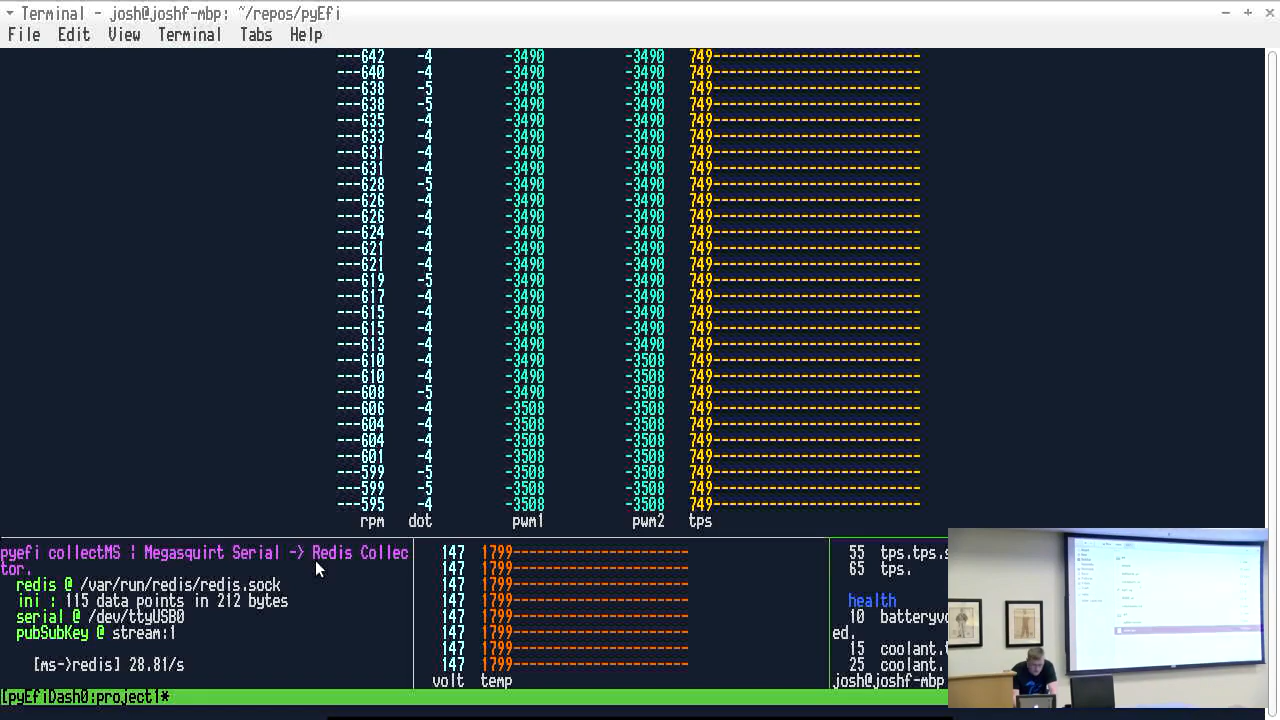 Terminal - josh@joshf-mbp: ~/repos/pyEfi
File Edit View Terminal Tabs Help
---642 -4 -3490 -3490 749--------------------------
---640 -4 -3490 -3490 749--------------------------
---638 -5 -3490 -3490 749--------------------------
---638 -5 -3490 -3490 749--------------------------
---635 -4 -3490 -3490 749--------------------------
---633 -4 -3490 -3490 749--------------------------
---631 -4 -3490 -3490 749--------------------------
---631 -4 -3490 -3490 749--------------------------
---628 -5 -3490 -3490 749--------------------------
---626 -4 -3490 -3490 749--------------------------
---626 -4 -3490 -3490 749--------------------------
---624 -4 -3490 -3490 749--------------------------
---621 -4 -3490 -3490 749--------------------------
---621 -4 -3490 -3490 749--------------------------
---619 -5 -3490 -3490 749--------------------------
---617 -4 -3490 -3490 749--------------------------
---615 -4 -3490 -3490 749--------------------------
---615 -4 -3490 -3490 749--------------------------
---613 -4 -3490 -3490 749--------------------------
---610 -4 -3490 -3508 749--------------------------
---610 -4 -3490 -3508 749--------------------------
---608 -5 -3490 -3508 749--------------------------
---606 -4 -3508 -3508 749--------------------------
---604 -4 -3508 -3508 749--------------------------
---604 -4 -3508 -3508 749--------------------------
---601 -4 -3508 -3508 749--------------------------
---599 -5 -3508 -3508 749--------------------------
---599 -5 -3508 -3508 749--------------------------
---595 -4 -3508 -3508 749--------------------------
rpm dot pwm1 pwm2 tps
pyefi collectMS | Megasquirt Serial -> Redis Collec
tor.
redis @ /var/run/redis/redis.sock
ini : 115 data points in 212 bytes
serial @ /dev/ttyUSB0
pubSubKey @ stream:1
[ms->redis] 28.81/s
147 1799----------------------
147 1799----------------------
147 1799----------------------
147 1799----------------------
147 1799----------------------
147 1799----------------------
147 1799----------------------
147 1799----------------------
volt temp
55 tps.tps.s
65 tps.
health
10 batteryvo
ed.
15 coolant.t
25 coolant.
josh@joshf-mbp
[pyEfiDash0:project1*